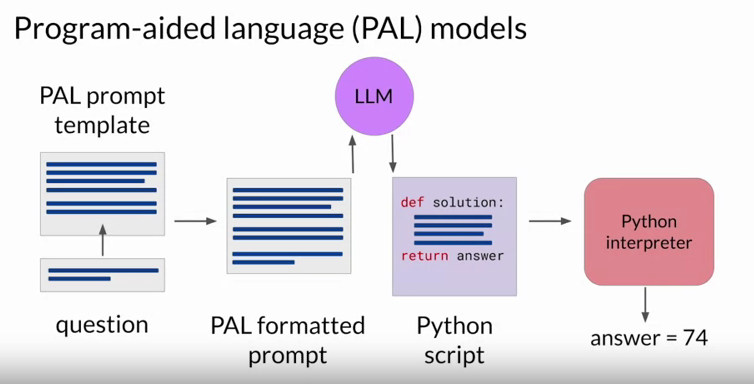 Program-aided language (PAL) models
PAL prompt
template
question
PAL formatted
prompt
LLM
def solution:
return answer
Python
script
Python
interpreter
answer = 74